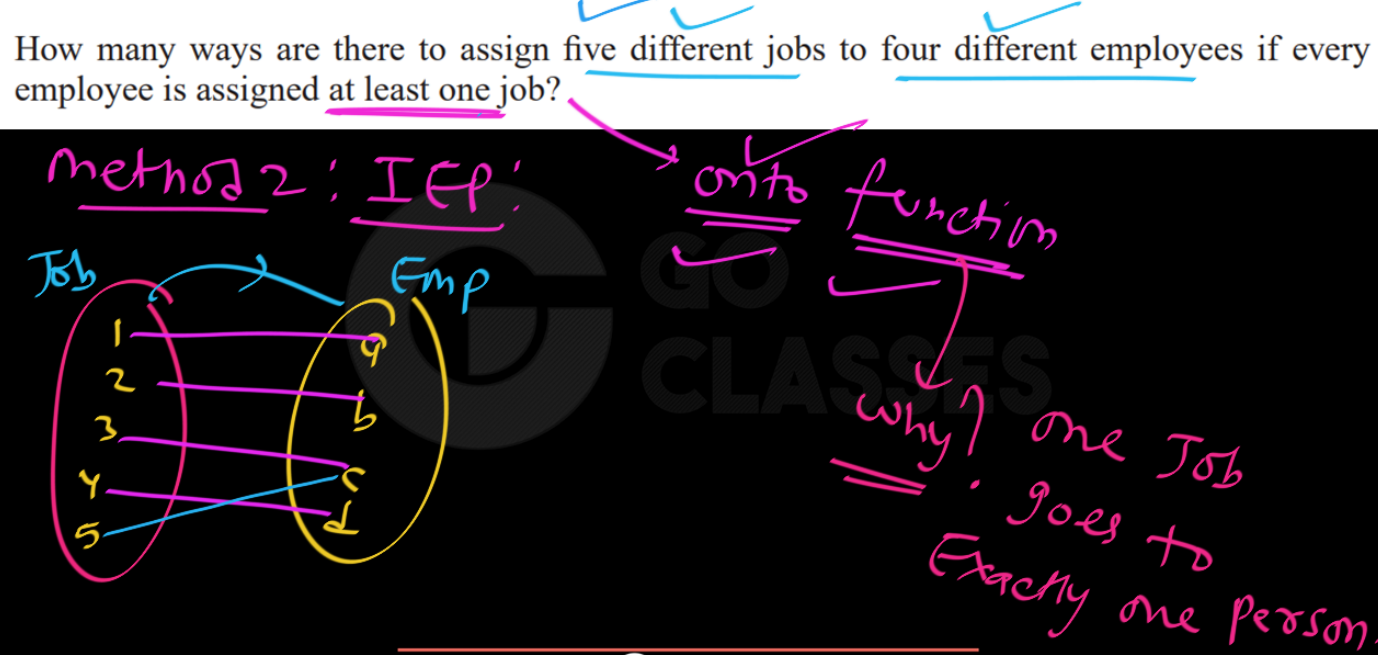 How many ways are there to assign five different jobs to four different employees if every
employee is assigned at least one job?
Method 2 : IEP :
onto function
Job
Emp
1
2
3
4
5
a
b
c
d
GO
CLASSES
why? one Job
goes to
Exactly one person.